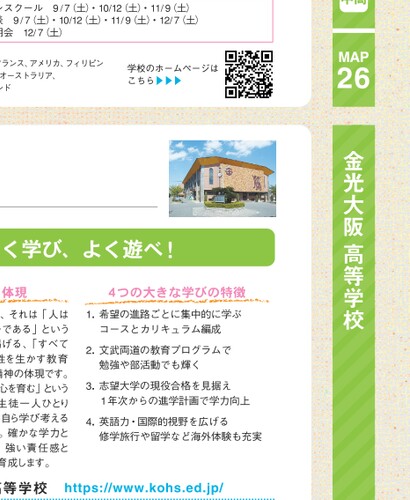 スクール 9/7（土）・10/12（土）・11/9（土）
9/7（土）・10/12（土）・11/9（土）・12/7（土）
明会 12/7（土）
MAP
26
ランス、アメリカ、フィリピン
オーストラリア、
ンド
学校のホームページは
こちら▶▶▶
金光大阪 高等学校
く学び、よく遊べ！
体現
、それは「人は
である」という
げる、「すべて
性を生かす教育
精神の体現です。
心を育む」という
生徒一人ひとり
自ら学び考える
。確かな学力と
、強い責任感と
育成します。
4つの大きな学びの特徴
1. 希望の進路ごとに集中的に学ぶ
コースとカリキュラム編成
2. 文武両道の教育プログラムで
勉強や部活動でも輝く
3. 志望大学の現役合格を見据え
1年次からの進学計画で学力向上
4. 英語力・国際的視野を広げる
修学旅行や留学など海外体験も充実
高等学校 https://www.kohs.ed.jp/